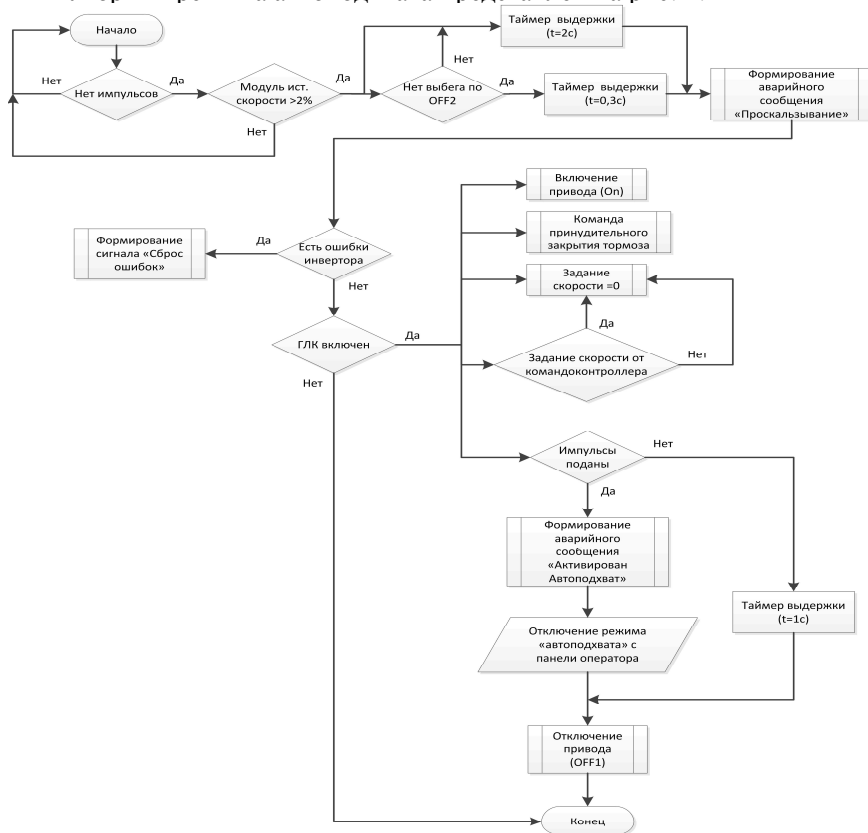 Начало
Нет импульсов
Нет
Да
Модуль ист.
скорости >2%
Да
Нет
Таймер выдержки
(t=2с)
Нет
Нет выбега по
OFF2
Да
Таймер выдержки
(t=0,3с)
Формирование
аварийного
сообщения
«Проскальзывание»
Есть ошибки
инвертора
Да
Нет
Формирование
сигнала «Сброс
ошибок»
ГЛК включен
Да
Нет
Включение
привода (On)
Команда
принудительного
закрытия тормоза
Задание
скорости =0
Да
Задание скорости от
командоконтроллера
Нет
Импульсы
поданы
Нет
Да
Формирование
аварийного
сообщения
«Активирован
Автоподхват»
Таймер выдержки
(t=1с)
Отключение режима
«автоподхвата» с
панели оператора
Отключение
привода
(OFF1)
Конец